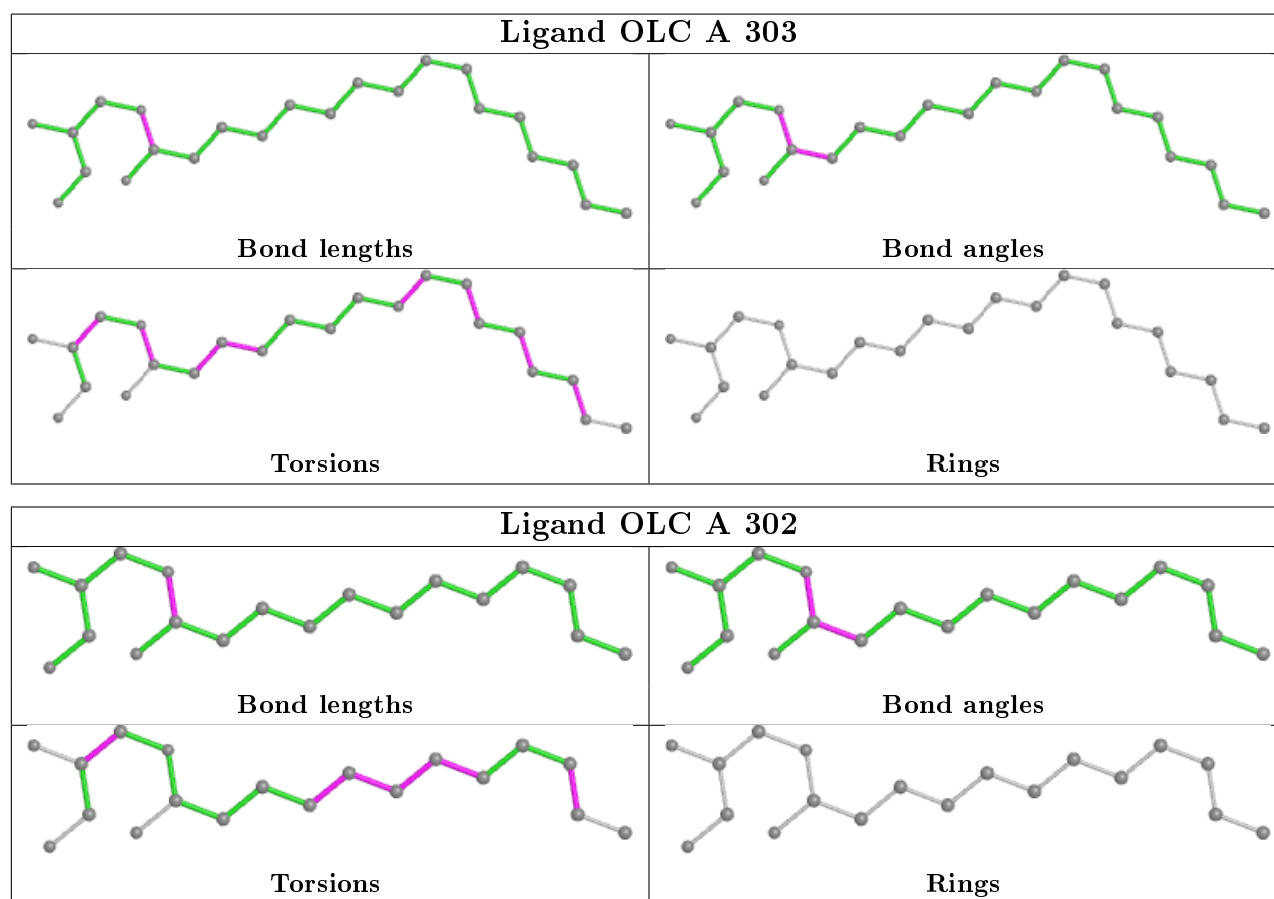 Ligand OLC A 303
Bond lengths
Bond angles
Torsions
Rings
Ligand OLC A 302
Bond lengths
Bond angles
Torsions
Rings